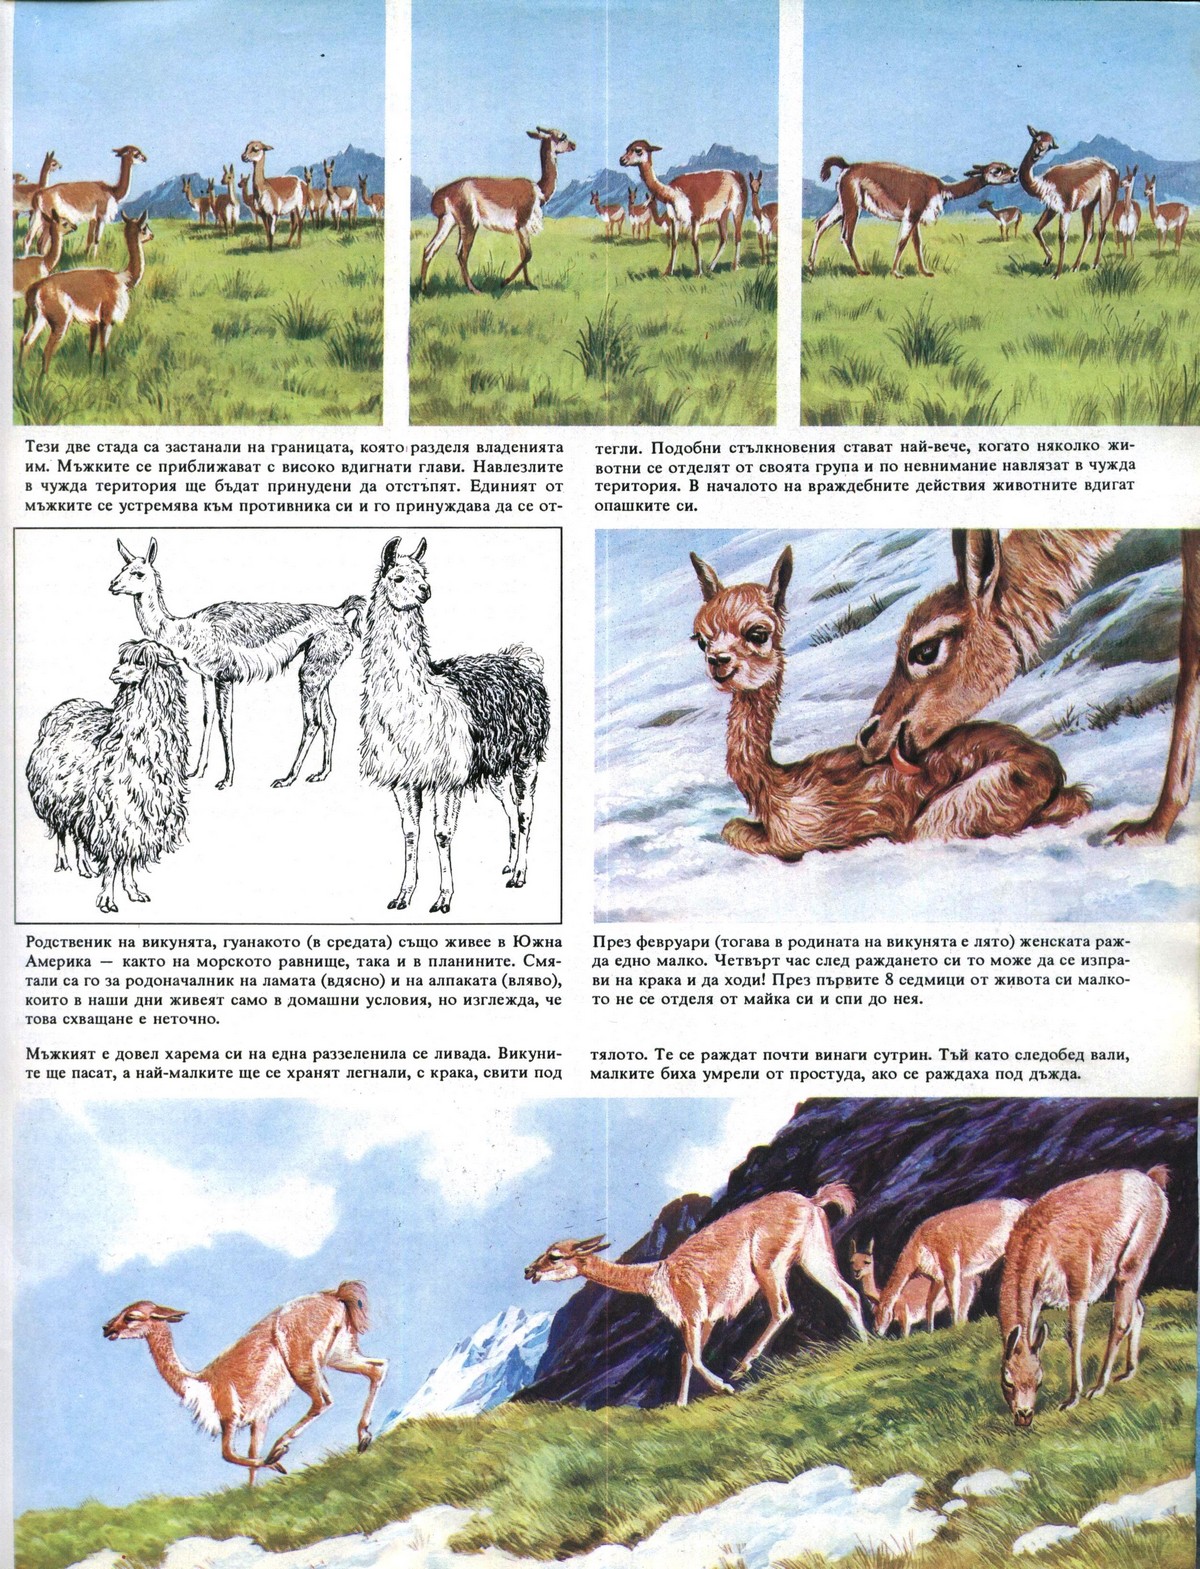 Тези две стада са застанали на границата, която разделя владенията
им. Мъжките се приближават с високо вдигнати глави. Навлезлите
в чужда територия ще бъдат принудени да отстъпят. Единият от
мъжките се устремява към противника си и го принуждава да се от-
тегли. Подобни стълкновения стават най-вече, когато няколко жи-
вотни се отделят от своята група и по невнимание навлязат в чужда
територия. В началото на враждебните действия животните вдигат
опашките си.
Родственик на викунята, гуанакото (в средата) също живее в Южна
Америка — както на морското равнище, така и в планините. Смя-
тали са го за родоначалник на ламата (вдясно) и на алпаката (вляво),
които в наши дни живеят само в домашни условия, но изглежда, че
това схващане е неточно.
През февруари (тогава в родината на викунята е лято) женската раж-
да едно малко. Четвърт час след раждането си то може да се изпра-
ви на крака и да ходи! През първите 8 седмици от живота си малко-
то не се отделя от майка си и спи до нея.
Мъжкият е довел харема си на една раззеленила се ливада. Викуни-
те ще пасат, а най-малките ще се хранят легнали, с крака, свити под
тялото. Те се раждат почти винаги сутрин. Тъй като следобед вали,
малките биха умрели от простуда, ако се раждаха под дъжда.